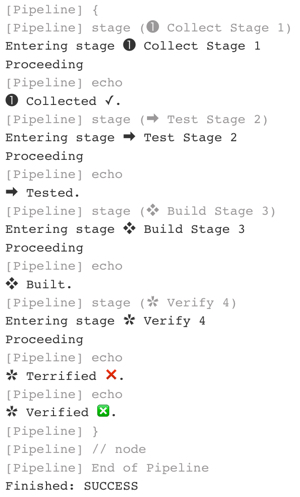 [Pipeline] {
[Pipeline] stage (❶ Collect Stage 1)
Entering stage ❶ Collect Stage 1
Proceeding
[Pipeline] echo
❶ Collected ✓.
[Pipeline] stage (➡ Test Stage 2)
Entering stage ➡ Test Stage 2
Proceeding
[Pipeline] echo
➡ Tested.
[Pipeline] stage (❖ Build Stage 3)
Entering stage ❖ Build Stage 3
Proceeding
[Pipeline] echo
❖ Built.
[Pipeline] stage (✲ Verify 4)
Entering stage ✲ Verify 4
Proceeding
[Pipeline] echo
✲ Terrified ❌.
[Pipeline] echo
✲ Verified ❎.
[Pipeline] }
[Pipeline] // node
[Pipeline] End of Pipeline
Finished: SUCCESS